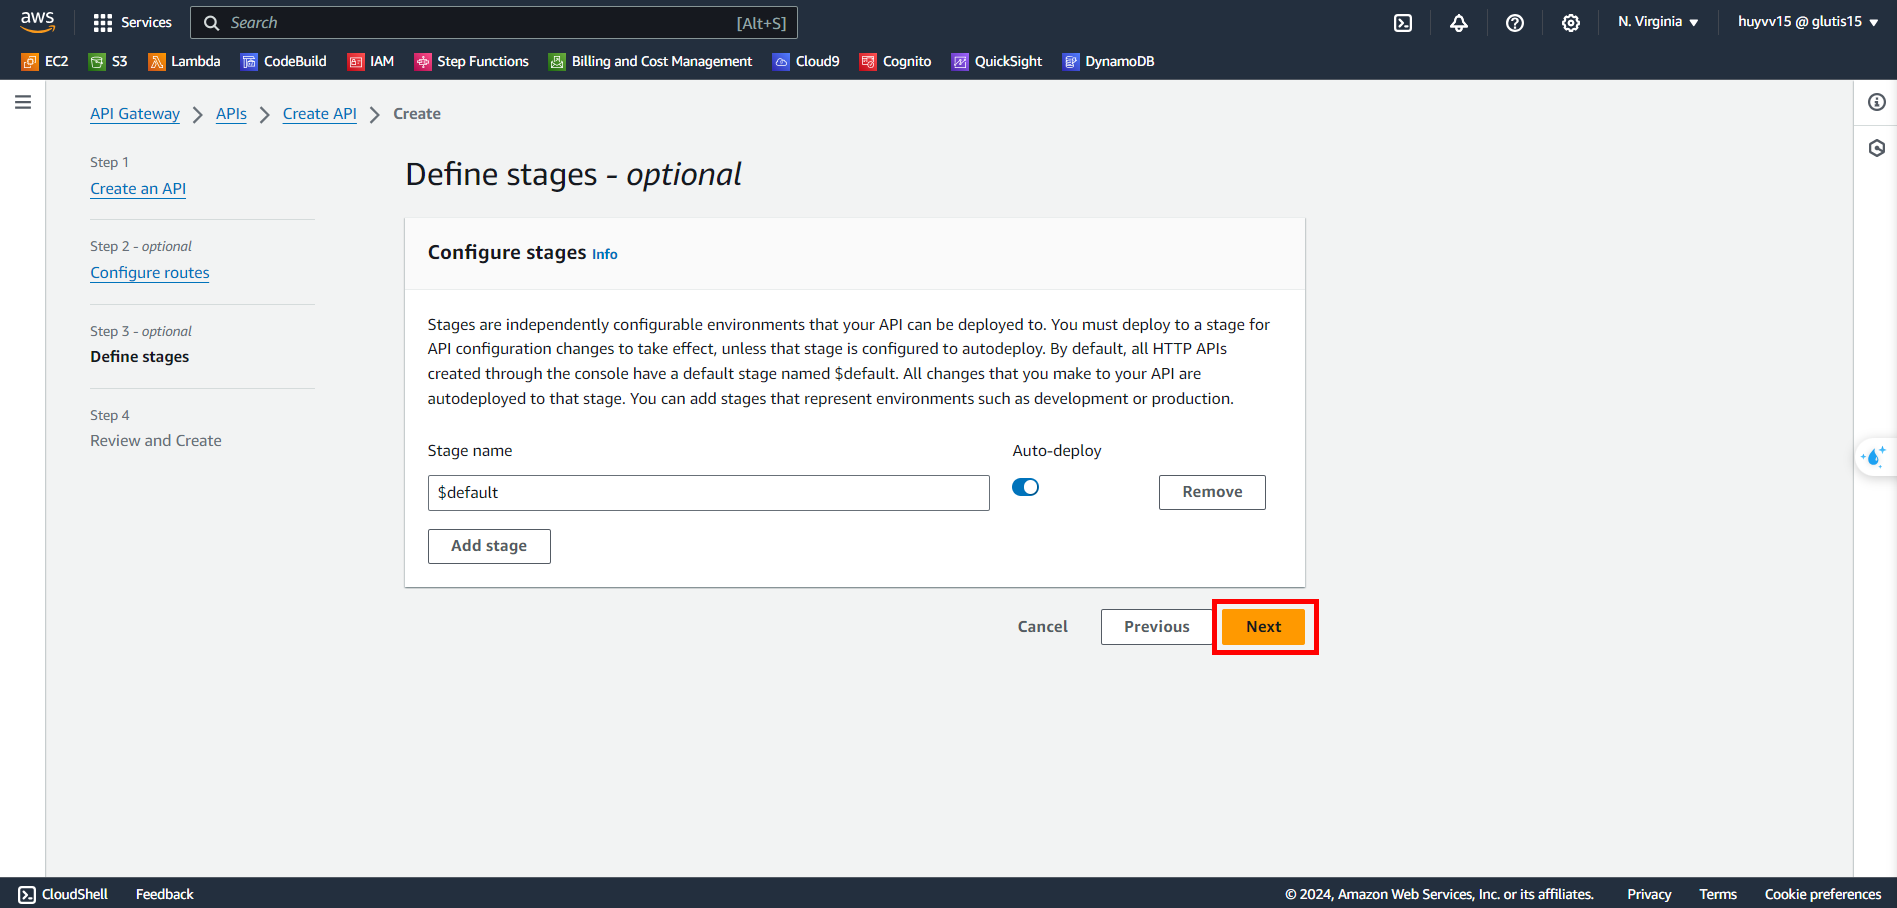 aws Services Search [Alt+S] N. Virginia huyvv15 @ glutis15
EC2 S3 Lambda CodeBuild IAM Step Functions Billing and Cost Management Cloud9 Cognito QuickSight DynamoDB
API Gateway APIs Create API Create
Step 1
Create an API
Step 2 - optional
Configure routes
Step 3 - optional
Define stages
Step 4
Review and Create
Define stages - optional
Configure stages Info
Stages are independently configurable environments that your API can be deployed to. You must deploy to a stage for
API configuration changes to take effect, unless that stage is configured to autodeploy. By default, all HTTP APIs
created through the console have a default stage named $default. All changes that you make to your API are
autodeployed to that stage. You can add stages that represent environments such as development or production.
Stage name Auto-deploy
$default Remove
Add stage
Cancel Previous Next
CloudShell Feedback © 2024, Amazon Web Services, Inc. or its affiliates. Privacy Terms Cookie preferences